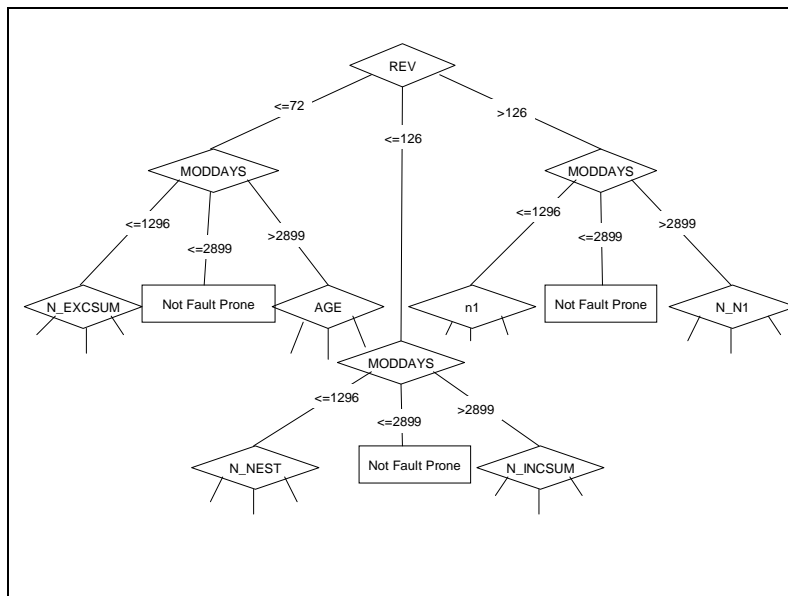 REV
<=72
<=126
>126
MODDAYS
MODDAYS
<=1296
<=2899
>2899
<=1296
<=2899
>2899
N_EXCSUM
Not Fault Prone
AGE
n1
Not Fault Prone
N_N1
MODDAYS
<=1296
<=2899
>2899
N_NEST
Not Fault Prone
N_INCSUM